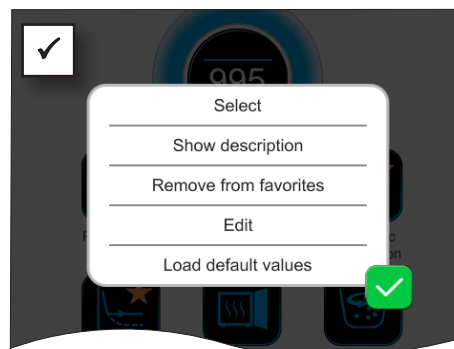 995
Select
Show description
Remove from favorites
Edit
Load default values